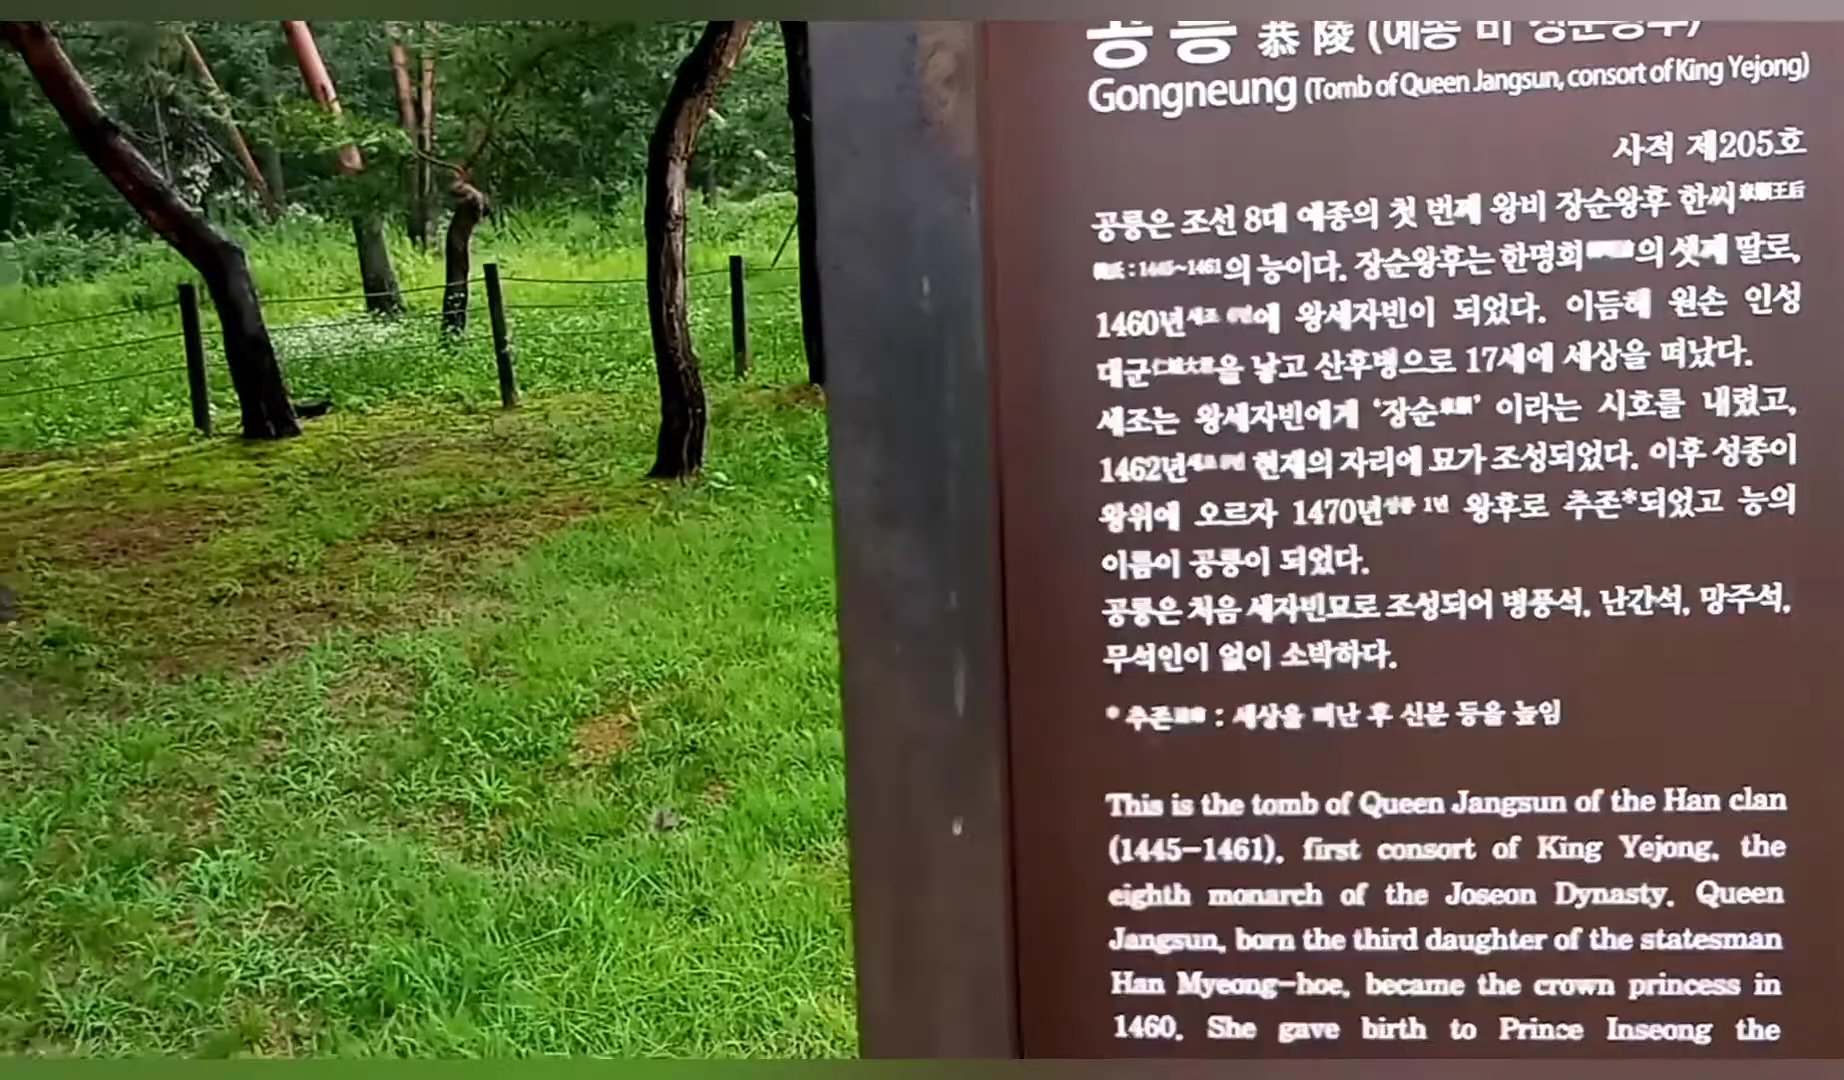 공릉 恭陵 (예종 비 장순왕후)
Gongneung (Tomb of Queen Jangsun, consort of King Yejong)
사적 제205호
공릉은 조선 8대 예종의 첫 번째 왕비 장순왕후 한씨
: 1445~1461의 능이다. 장순왕후는 한명회의 셋째 딸로,
1460년에 왕세자빈이 되었다. 이듬해 원손 인성
대군을 낳고 산후병으로 17세에 세상을 떠났다.
세조는 왕세자빈에게 ‘장순’ 이라는 시호를 내렸고,
1462년 현재의 자리에 묘가 조성되었다. 이후 성종이
왕위에 오르자 1470년 1년 왕후로 추존*되었고 능의
이름이 공릉이 되었다.
공릉은 처음 세자빈묘로 조성되어 병풍석, 난간석, 망주석,
무석인이 없이 소박하다.
* 추존 : 세상을 떠난 후 신분 등을 높임
This is the tomb of Queen Jangsun of the Han clan
(1445-1461), first consort of King Yejong, the
eighth monarch of the Joseon Dynasty. Queen
Jangsun, born the third daughter of the statesman
Han Myeong-hoe, became the crown princess in
1460. She gave birth to Prince Inseong the